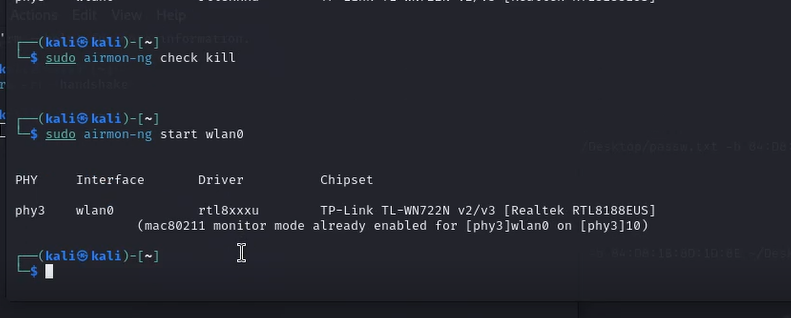 Actions Edit View Help
┌──(kali㉿kali)-[~]
└─$ sudo airmon-ng check kill
┌──(kali㉿kali)-[~]
└─$ sudo airmon-ng start wlan0
PHY Interface Driver Chipset
phy3 wlan0 rtl8xxxu TP-Link TL-WN722N v2/v3 [Realtek RTL8188EUS]
(mac80211 monitor mode already enabled for [phy3]wlan0 on [phy3]10)
┌──(kali㉿kali)-[~]
└─$